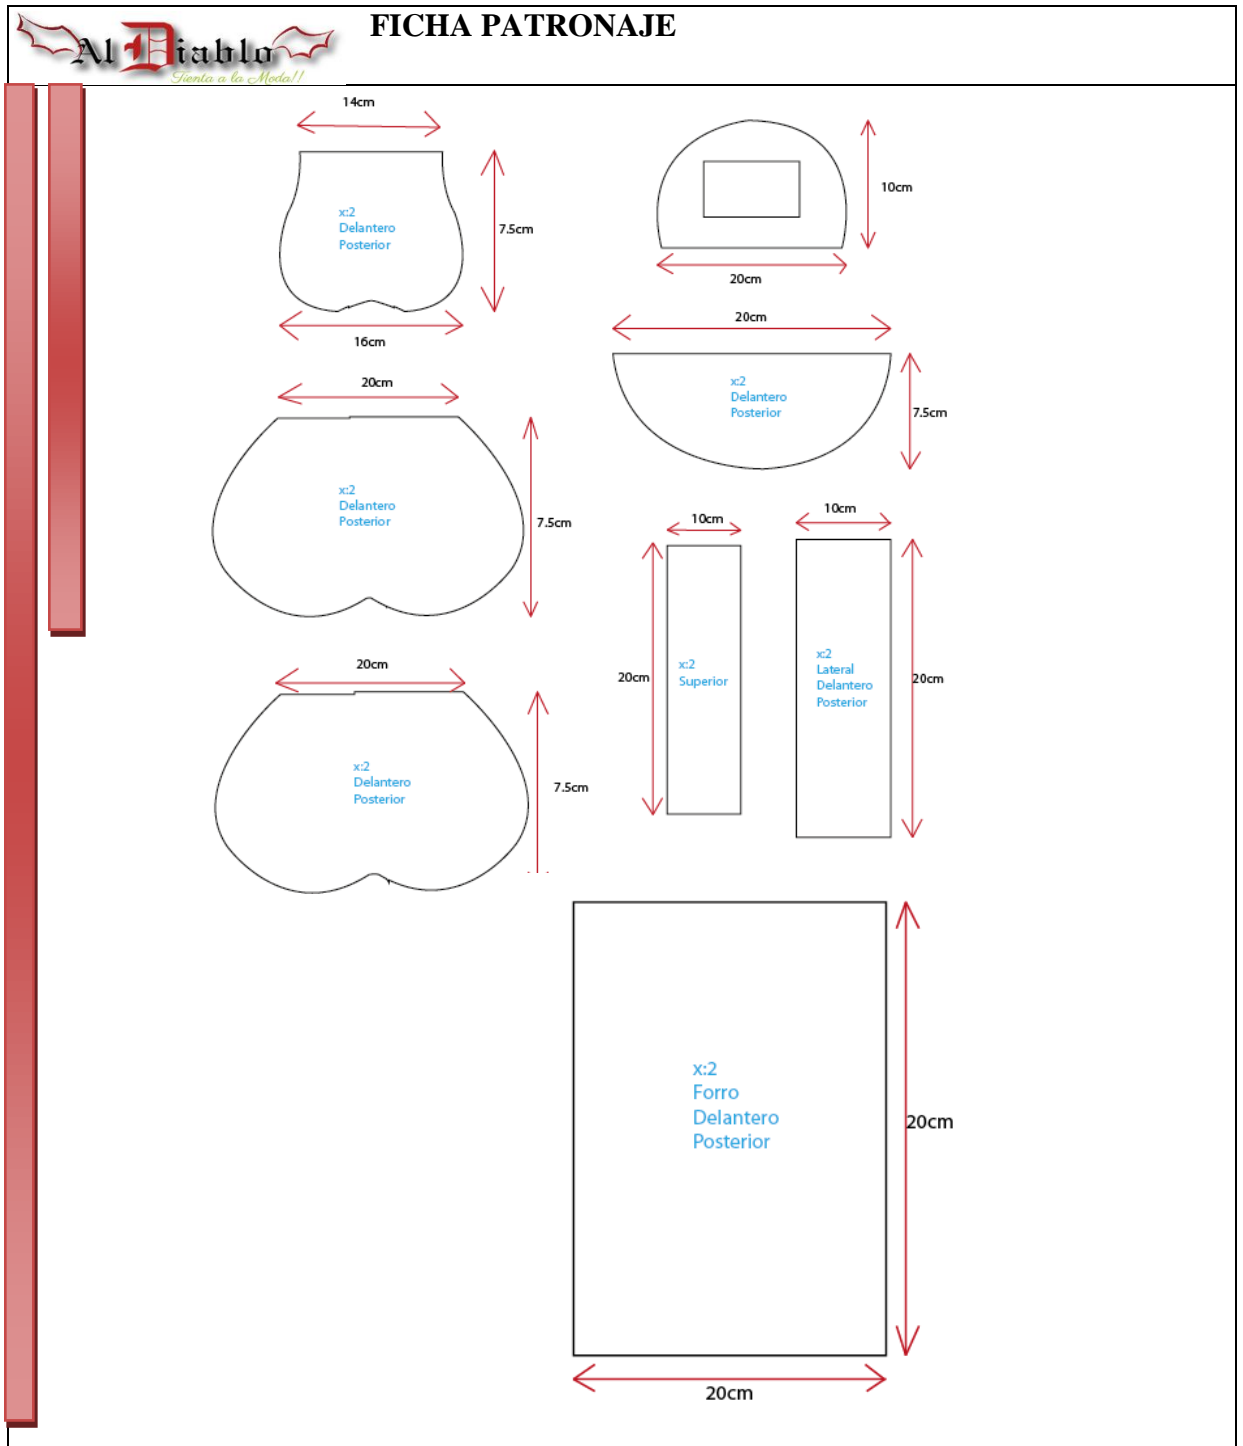 Al Diablo
Tienta a la Moda!!
FICHA PATRONAJE
14cm
x:2
Delantero
Posterior
7.5cm
16cm
10cm
20cm
20cm
x:2
Delantero
Posterior
7.5cm
20cm
x:2
Delantero
Posterior
7.5cm
10cm
20cm
x:2
Superior
10cm
x:2
Lateral
Delantero
Posterior
20cm
20cm
x:2
Delantero
Posterior
7.5cm
x:2
Forro
Delantero
Posterior
20cm
20cm